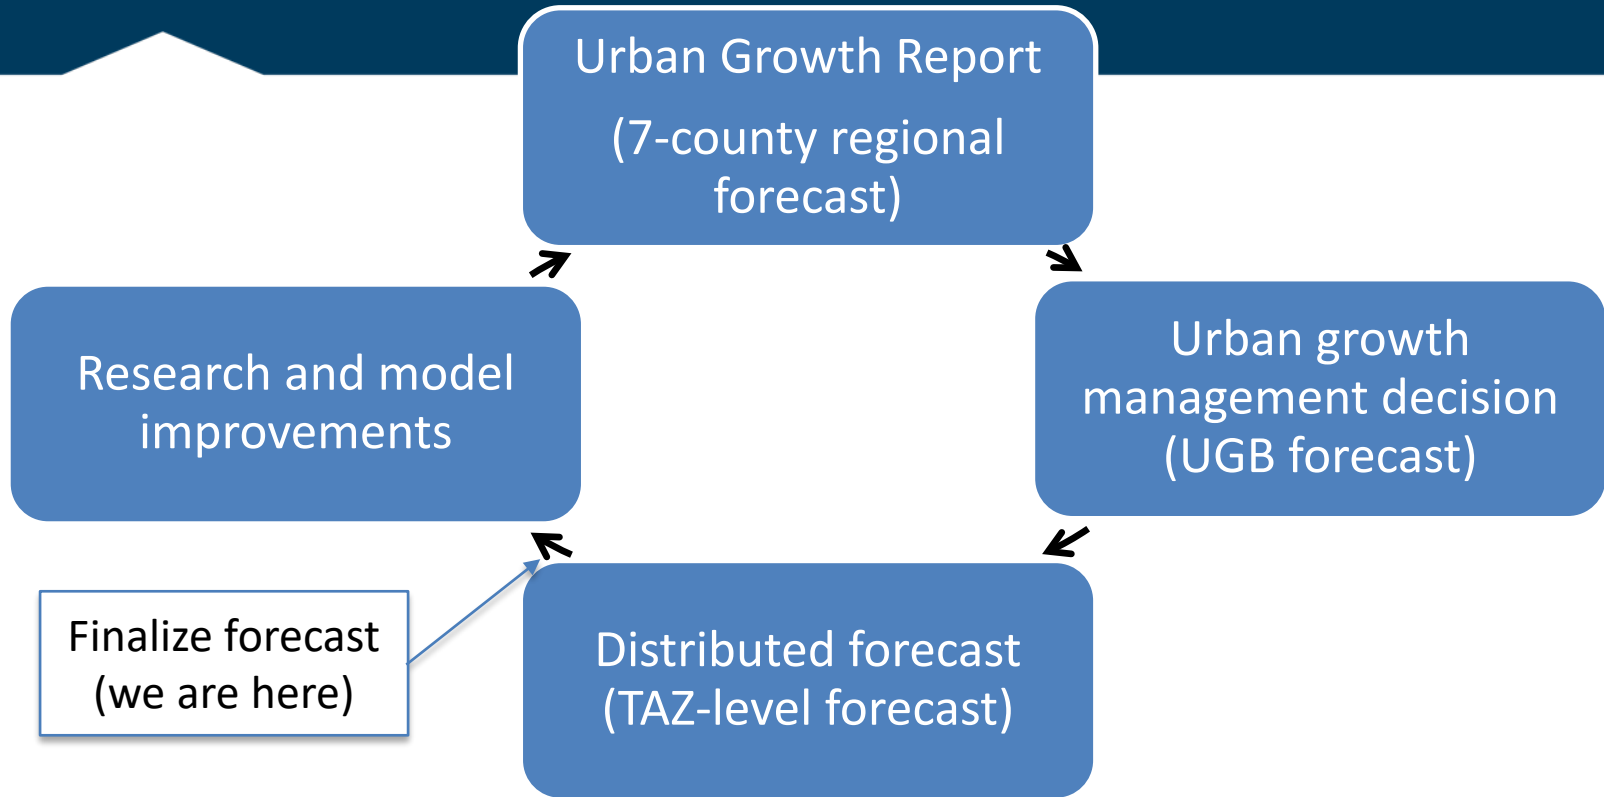 Urban Growth Report
(7-county regional
forecast)
Research and model
improvements
Urban growth
management decision
(UGB forecast)
Finalize forecast
(we are here)
Distributed forecast
(TAZ-level forecast)